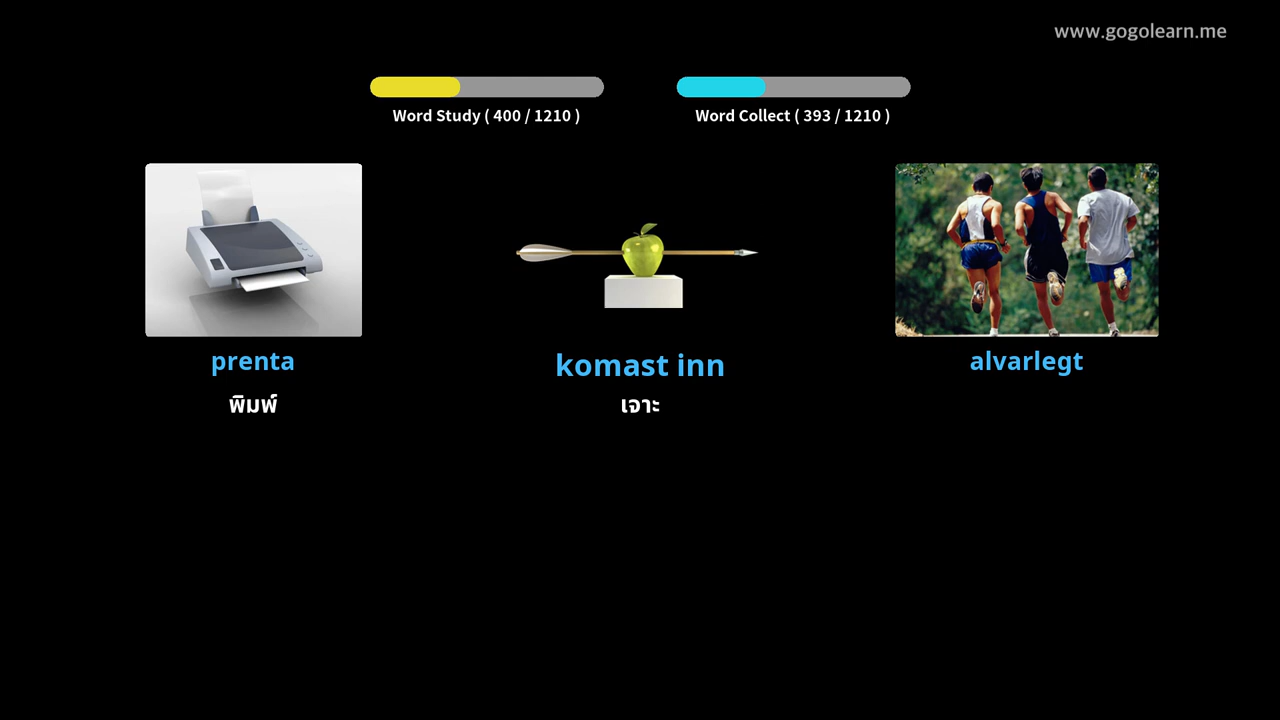 www.gogolearn.me
Word Study ( 400 / 1210 )
Word Collect ( 393 / 1210 )
prenta
komast inn
alvarlegt
พิมพ์
เจาะ